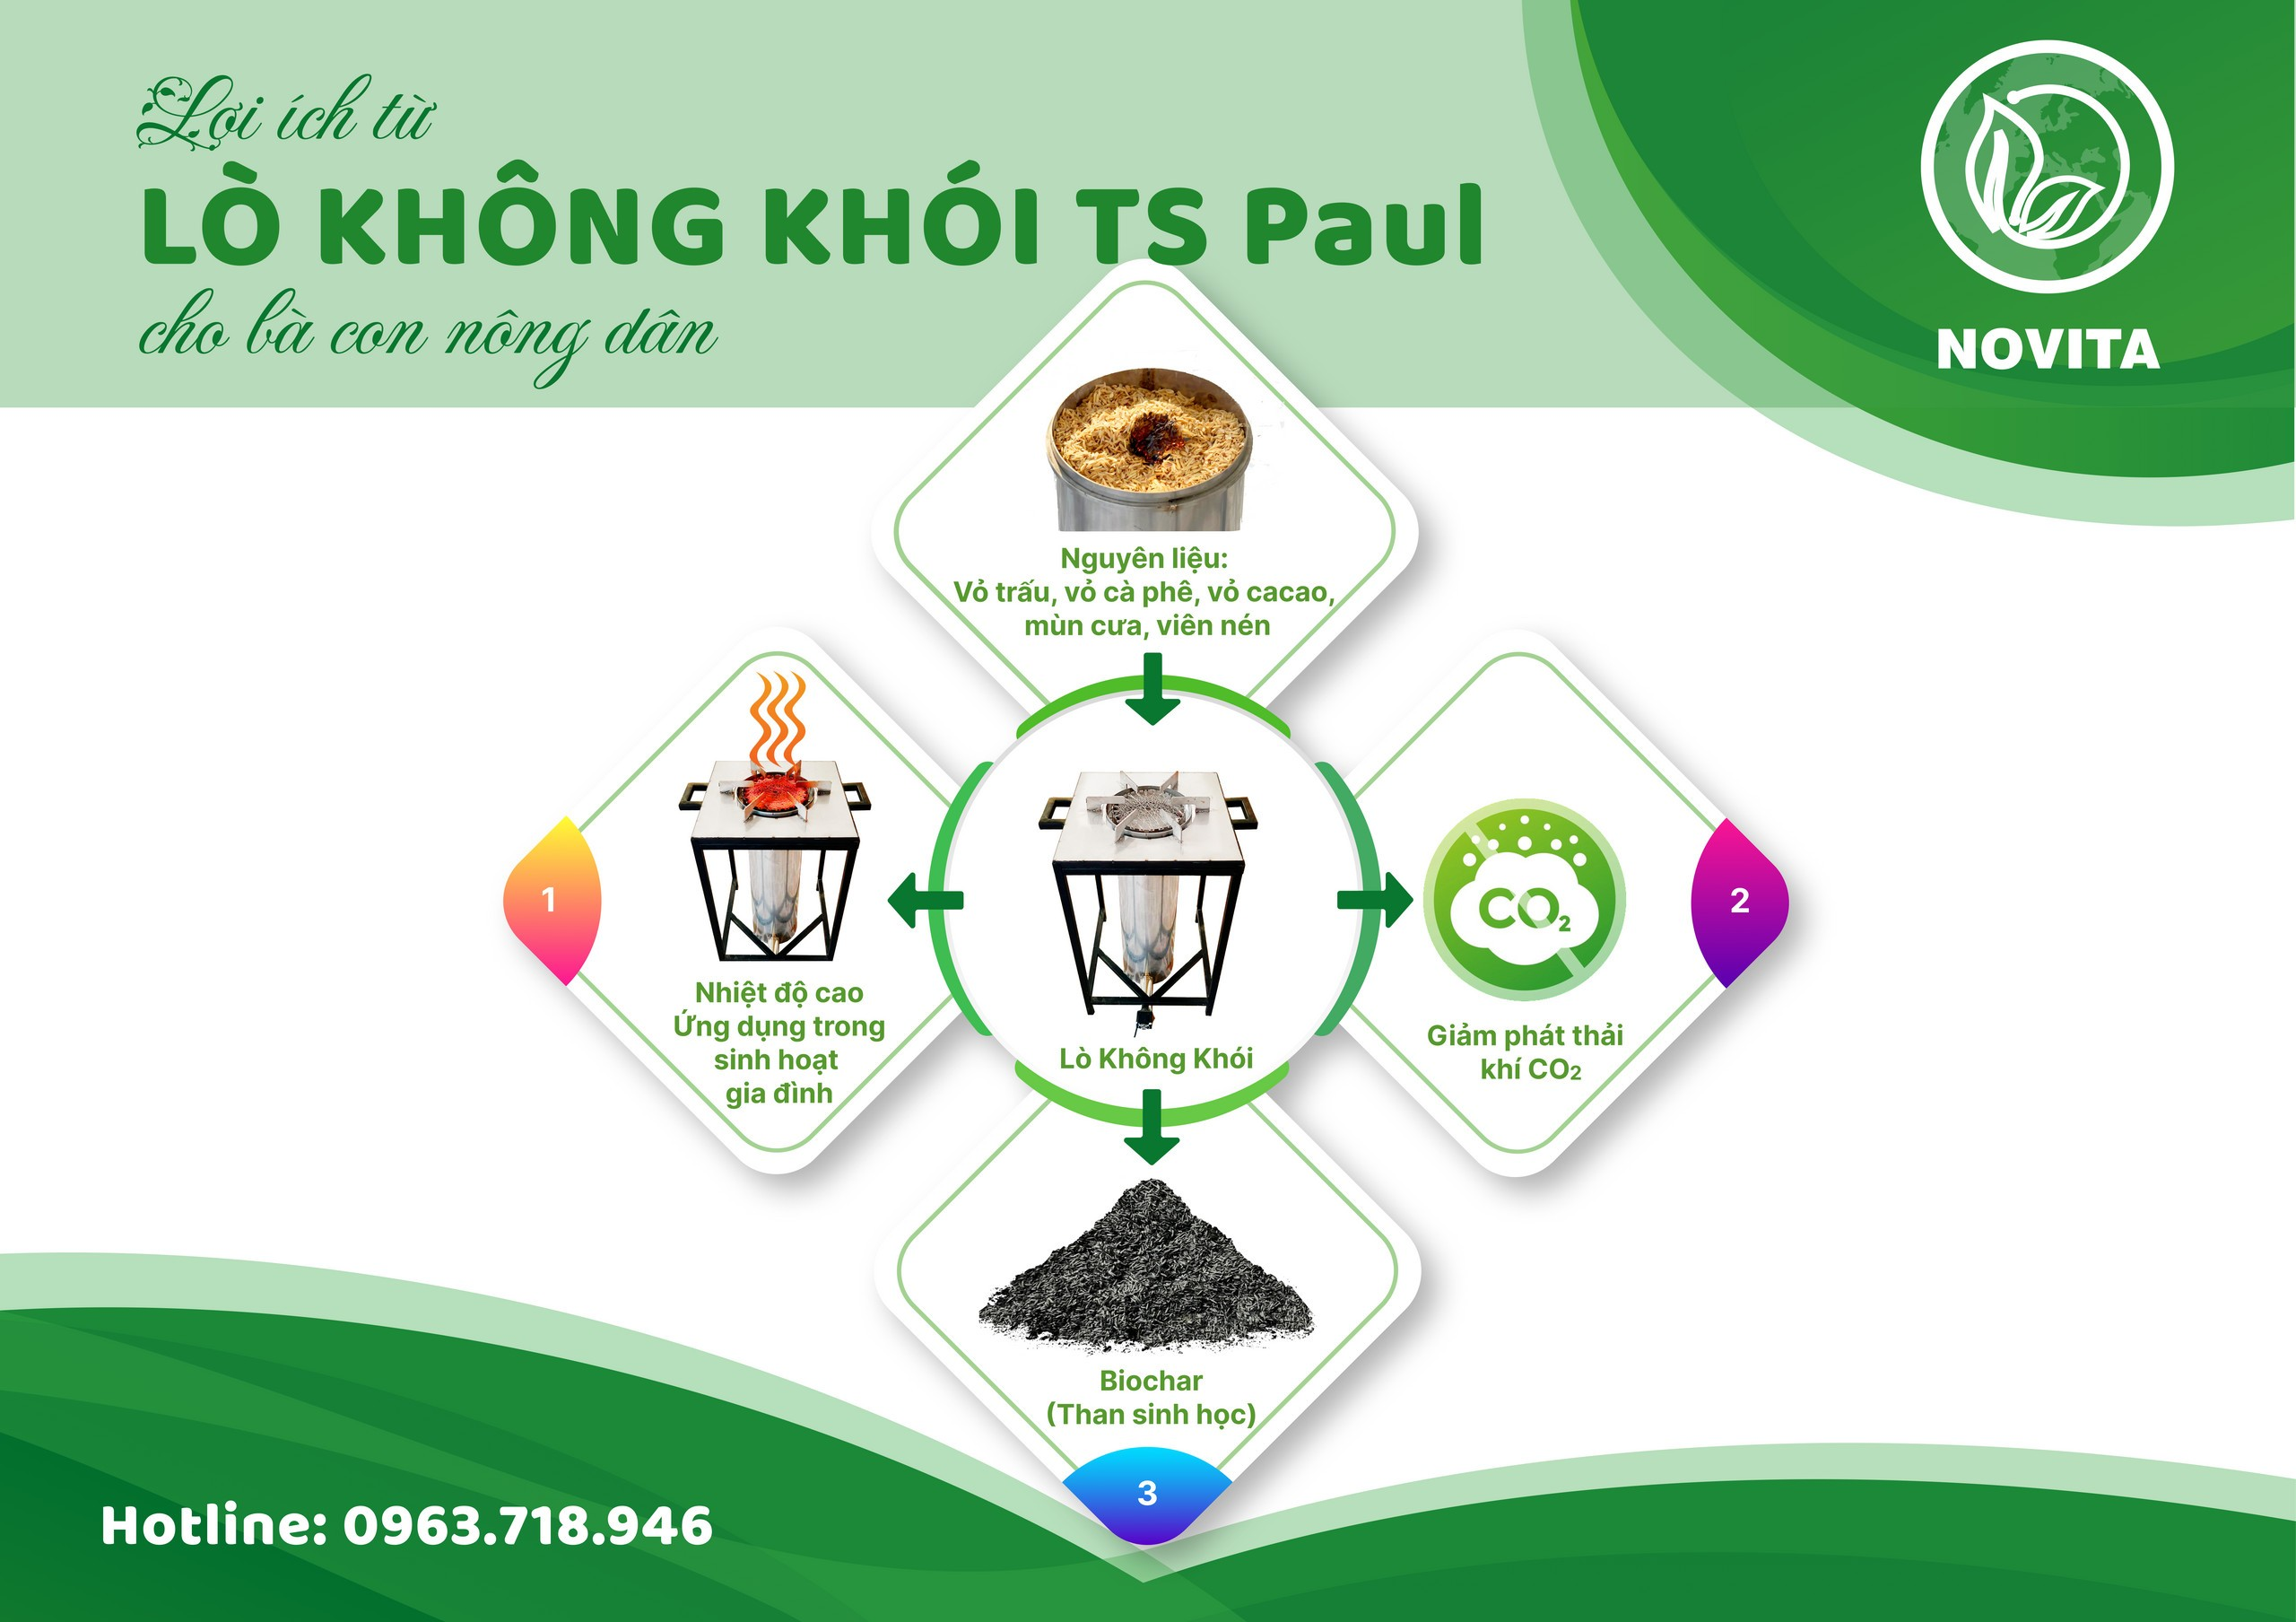 Lợi ích từ
LÒ KHÔNG KHÓI TS Paul
cho bà con nông dân
NOVITA
Nguyên liệu:
Vỏ trấu, vỏ cà phê, vỏ cacao,
mùn cưa, viên nén
1
Nhiệt độ cao
Ứng dụng trong
sinh hoạt
gia đình
Lò Không Khói
CO₂
Giảm phát thải
khí CO₂
2
Biochar
(Than sinh học)
3
Hotline: 0963.718.946